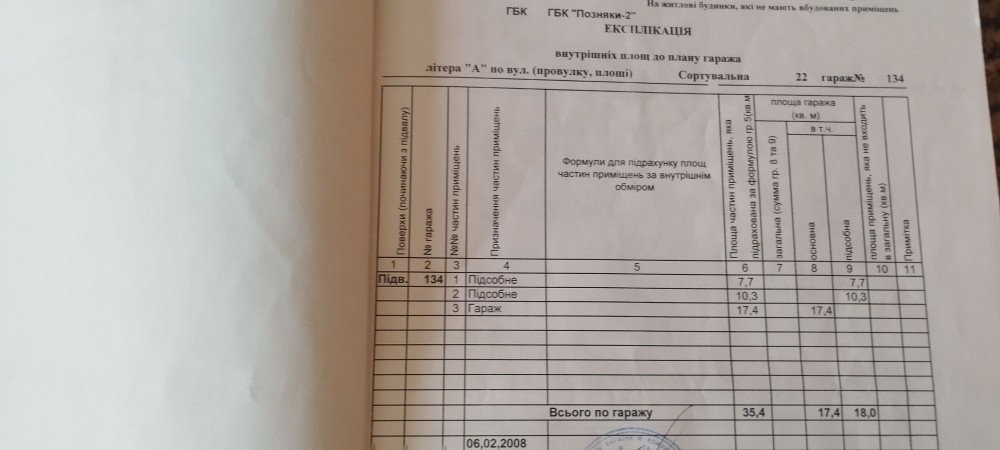 На житлові будинки, які не мають вбудованих приміщень
ГБК ГБК "Позняки-2"
ЕКСПЛІКАЦІЯ
внутрішніх площ до плану гаража
літера "А" по вул. (провулку, площі) Сортувальна 22 гараж№ 134
Поверхи (починаючи з підвалу)
№ гаража
№№ частин приміщень
Призначення частин приміщень
Формули для підрахунку площ
частин приміщень за внутрішнім
обміром
Площа частин приміщень, яка
підрахована за формулою гр.5(кв.м
площа гаража
(кв. м)
загальна (сумма гр. 8 та 9)
в т.ч.
основна
підсобна
площа приміщень, яка не входить
в загальну (кв.м)
Примітка
1 2 3 4 5 6 7 8 9 10 11
Підв. 134 1 Підсобне 7,7 7,7
2 Підсобне 10,3 10,3
3 Гараж 17,4 17,4
Всього по гаражу 35,4 17,4 18,0
06,02,2008